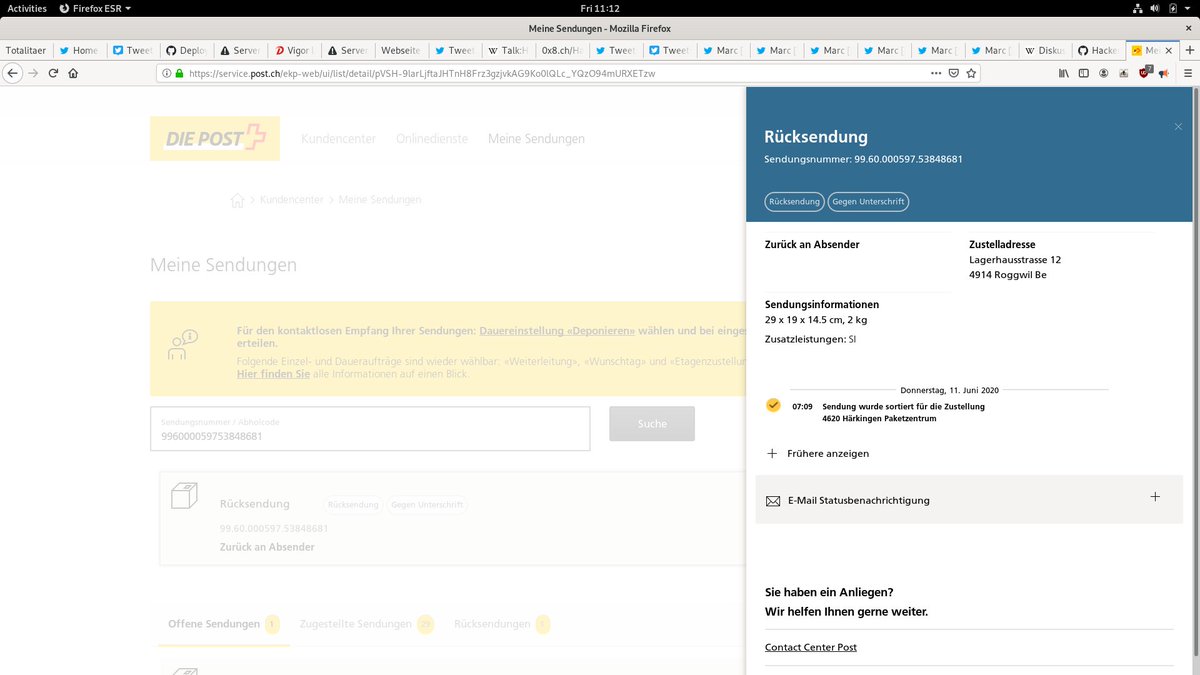 Activities
Firefox ESR
Fri 11:12
Meine Sendungen - Mozilla Firefox
Totalitaer
Home
Tweet
Deploy
Server
Vigor
Server
Webseite
Tweet
Talk:H
0x8.ch/H
Tweet
Tweet
Marc [
Marc [
Marc [
Marc [
Marc [
Marc [
Diskus
Hacke
Me
https://service.post.ch/ekp-web/ui/list/detail/pVSH-9larLjftaJHTnH8Frz3gzjvkAG9Ko0lQLc_YQzO94mURXETzw
7
DIE POST
Kundencenter
Onlinedienste
Meine Sendungen
Kundencenter > Meine Sendungen
Meine Sendungen
Für den kontaktlosen Empfang Ihrer Sendungen: Dauereinstellung «Deponieren» wählen und bei einges
erteilen.
Folgende Einzel- und Daueraufträge sind wieder wählbar: «Weiterleitung», «Wunschtag» und «Etagenzustellun
Hier finden Sie alle Informationen auf einen Blick.
Sendungsnummer / Abholcode
996000059753848681
Suche
Rücksendung
Rücksendung
Gegen Unterschrift
99.60.000597.53848681
Zurück an Absender
Offene Sendungen 1
Zugestellte Sendungen 29
Rücksendungen 1
Rücksendung
Sendungsnummer: 99.60.000597.53848681
Rücksendung
Gegen Unterschrift
Zurück an Absender
Zustelladresse
Lagerhausstrasse 12
4914 Roggwil Be
Sendungsinformationen
29 x 19 x 14.5 cm, 2 kg
Zusatzleistungen: SI
Donnerstag, 11. Juni 2020
07:09 Sendung wurde sortiert für die Zustellung
4620 Härkingen Paketzentrum
Frühere anzeigen
E-Mail Statusbenachrichtigung
Sie haben ein Anliegen?
Wir helfen Ihnen gerne weiter.
Contact Center Post